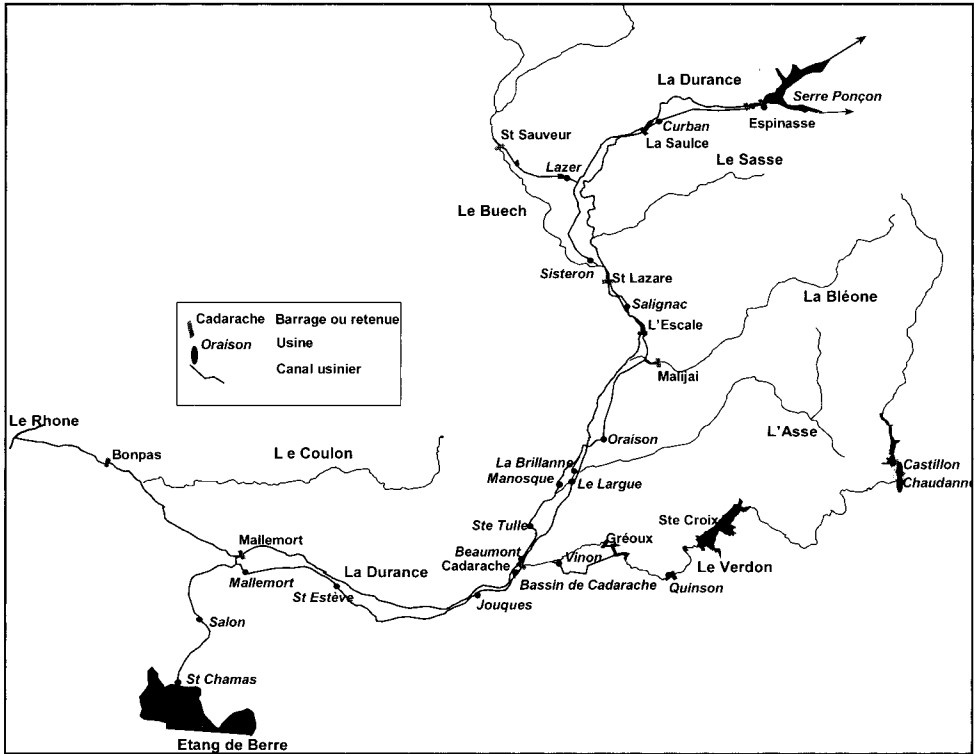 La Durance
Serre Ponçon
Espinasse
Curban
La Saulce
St Sauveur
Le Sasse
Lazer
Le Buech
Sisteron
St Lazare
La Bléone
Salignac
L'Escale
Malijai
Cadarache Barrage ou retenue
Oraison Usine
Canal usinier
Le Rhone
Bonpas
Le Coulon
Oraison
L'Asse
La Brillanne
Manosque
Le Largue
Castillon
Chaudanne
Ste Tulle
Ste Croix
Gréoux
Beaumont
Cadarache
Vinon
Le Verdon
Bassin de Cadarache
Quinson
Mallemort
Mallemort
La Durance
St Estève
Jouques
Salon
St Chamas
Etang de Berre